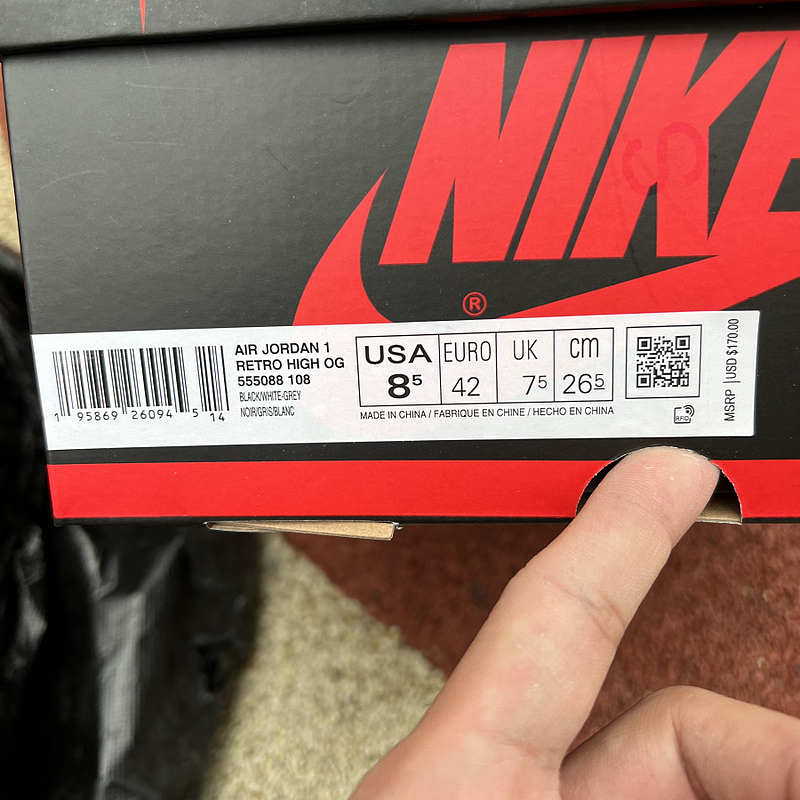 NIKE
®
AIR JORDAN 1
RETRO HIGH OG
555088 108
BLACK/WHITE-GREY
NOIR/GRIS/BLANC
1 95869 26094 5 14
USA 8⁵
EURO 42
UK 7⁵
cm 26⁵
MADE IN CHINA / FABRIQUE EN CHINE / HECHO EN CHINA
RFID
MSRP USD $170.00